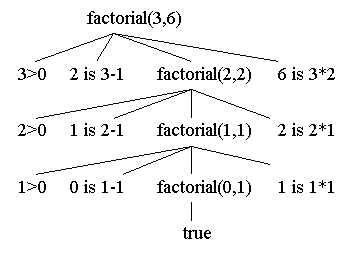 factorial(3,6)
3>0 2 is 3-1 factorial(2,2) 6 is 3*2
2>0 1 is 2-1 factorial(1,1) 2 is 2*1
1>0 0 is 1-1 factorial(0,1) 1 is 1*1
true